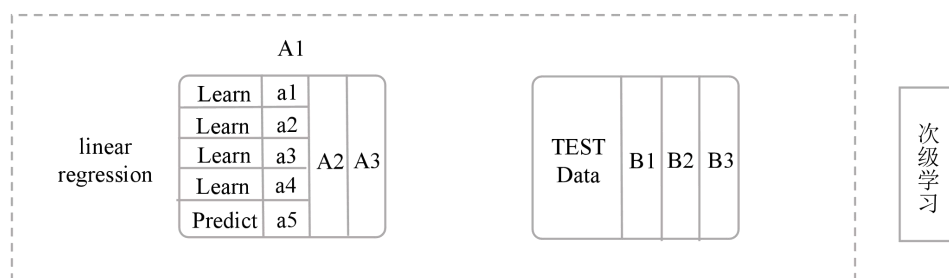 A1
linear
regression
Learn a1
Learn a2
Learn a3
Learn a4
Predict a5
A2 A3
TEST
Data
B1 B2 B3
次
级
学
习